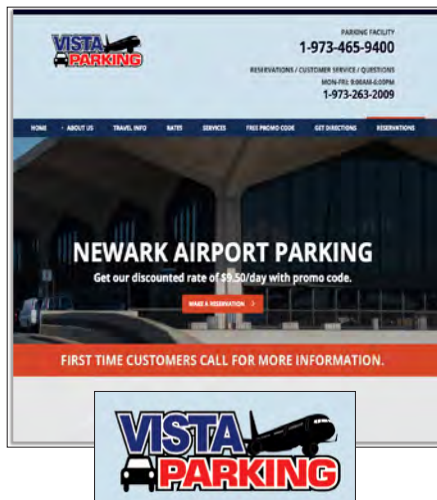 VISTA
PARKING
PARKING FACILITY
1-973-465-9400
RESERVATIONS / CUSTOMER SERVICE / QUESTIONS
MON-FRI: 9:00AM-6:00PM
1-973-263-2009
HOME ABOUT US TRAVEL INFO RATES SERVICES FREE PROMO CODE GET DIRECTIONS RESERVATIONS
NEWARK AIRPORT PARKING
Get our discounted rate of $9.50/day with promo code.
MAKE A RESERVATION >
FIRST TIME CUSTOMERS CALL FOR MORE INFORMATION.
VISTA
PARKING